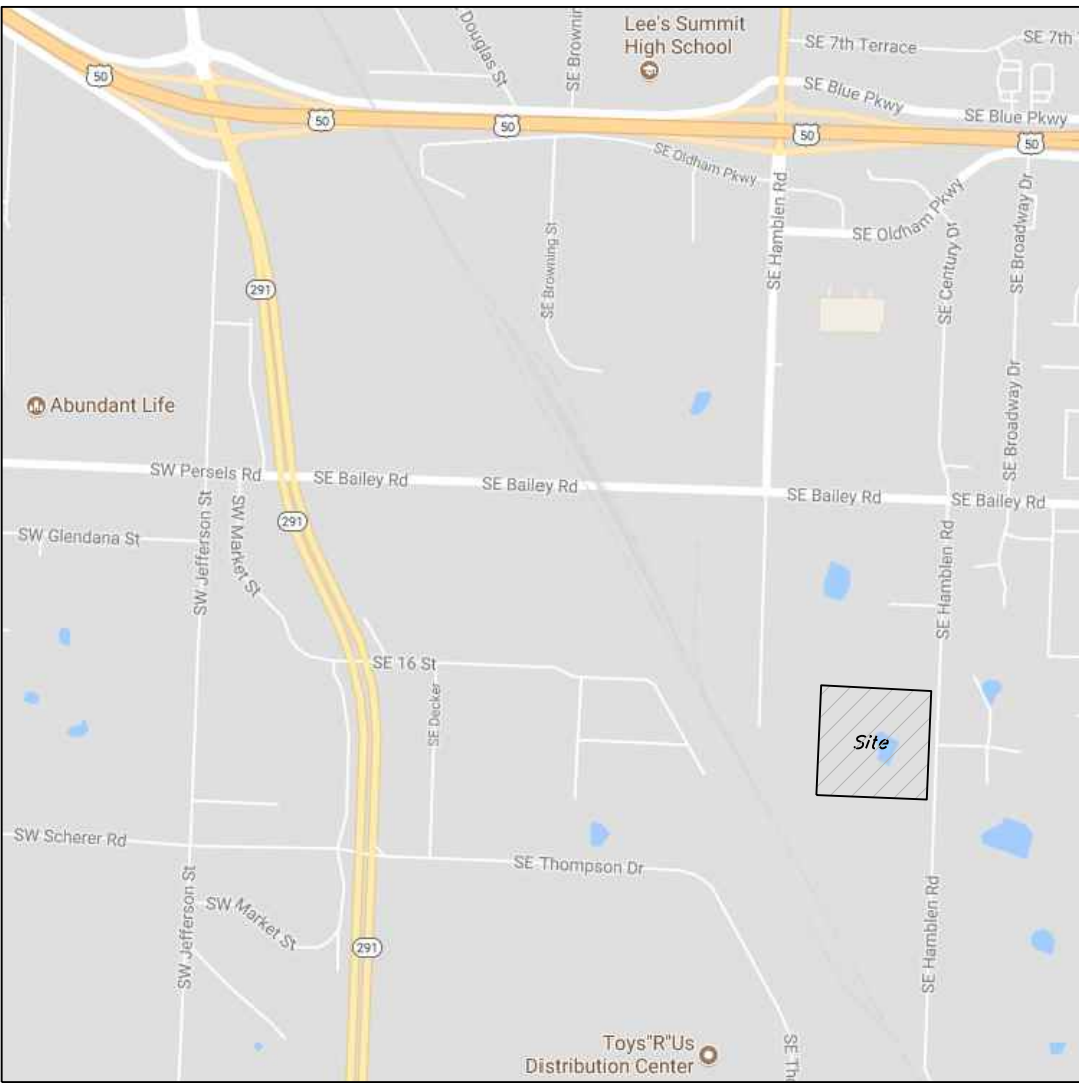 Douglas St
SE Brownin
Lee's Summit
High School
SE 7th Terrace
SE 7th
50
SE Blue Pkwy
SE Blue Pkwy
50
50
50
50
SE Oldham Pkwy
SE Oldham Pkwy
SE Hamblen Rd
SE Century Dr
SE Broadway Dr
SE Browning St
291
Abundant Life
SE Broadway Dr
SW Persels Rd
SE Bailey Rd
SE Bailey Rd
SE Bailey Rd
SE Bailey Rd
291
SW Glendana St
SW Jefferson St
SW Market St
SE Hamblen Rd
SE 16 St
SE Decker
Site
SW Scherer Rd
SE Thompson Dr
SW Jefferson St
SW Market St
291
SE Hamblen Rd
Toys"R"Us
Distribution Center
SE Tho